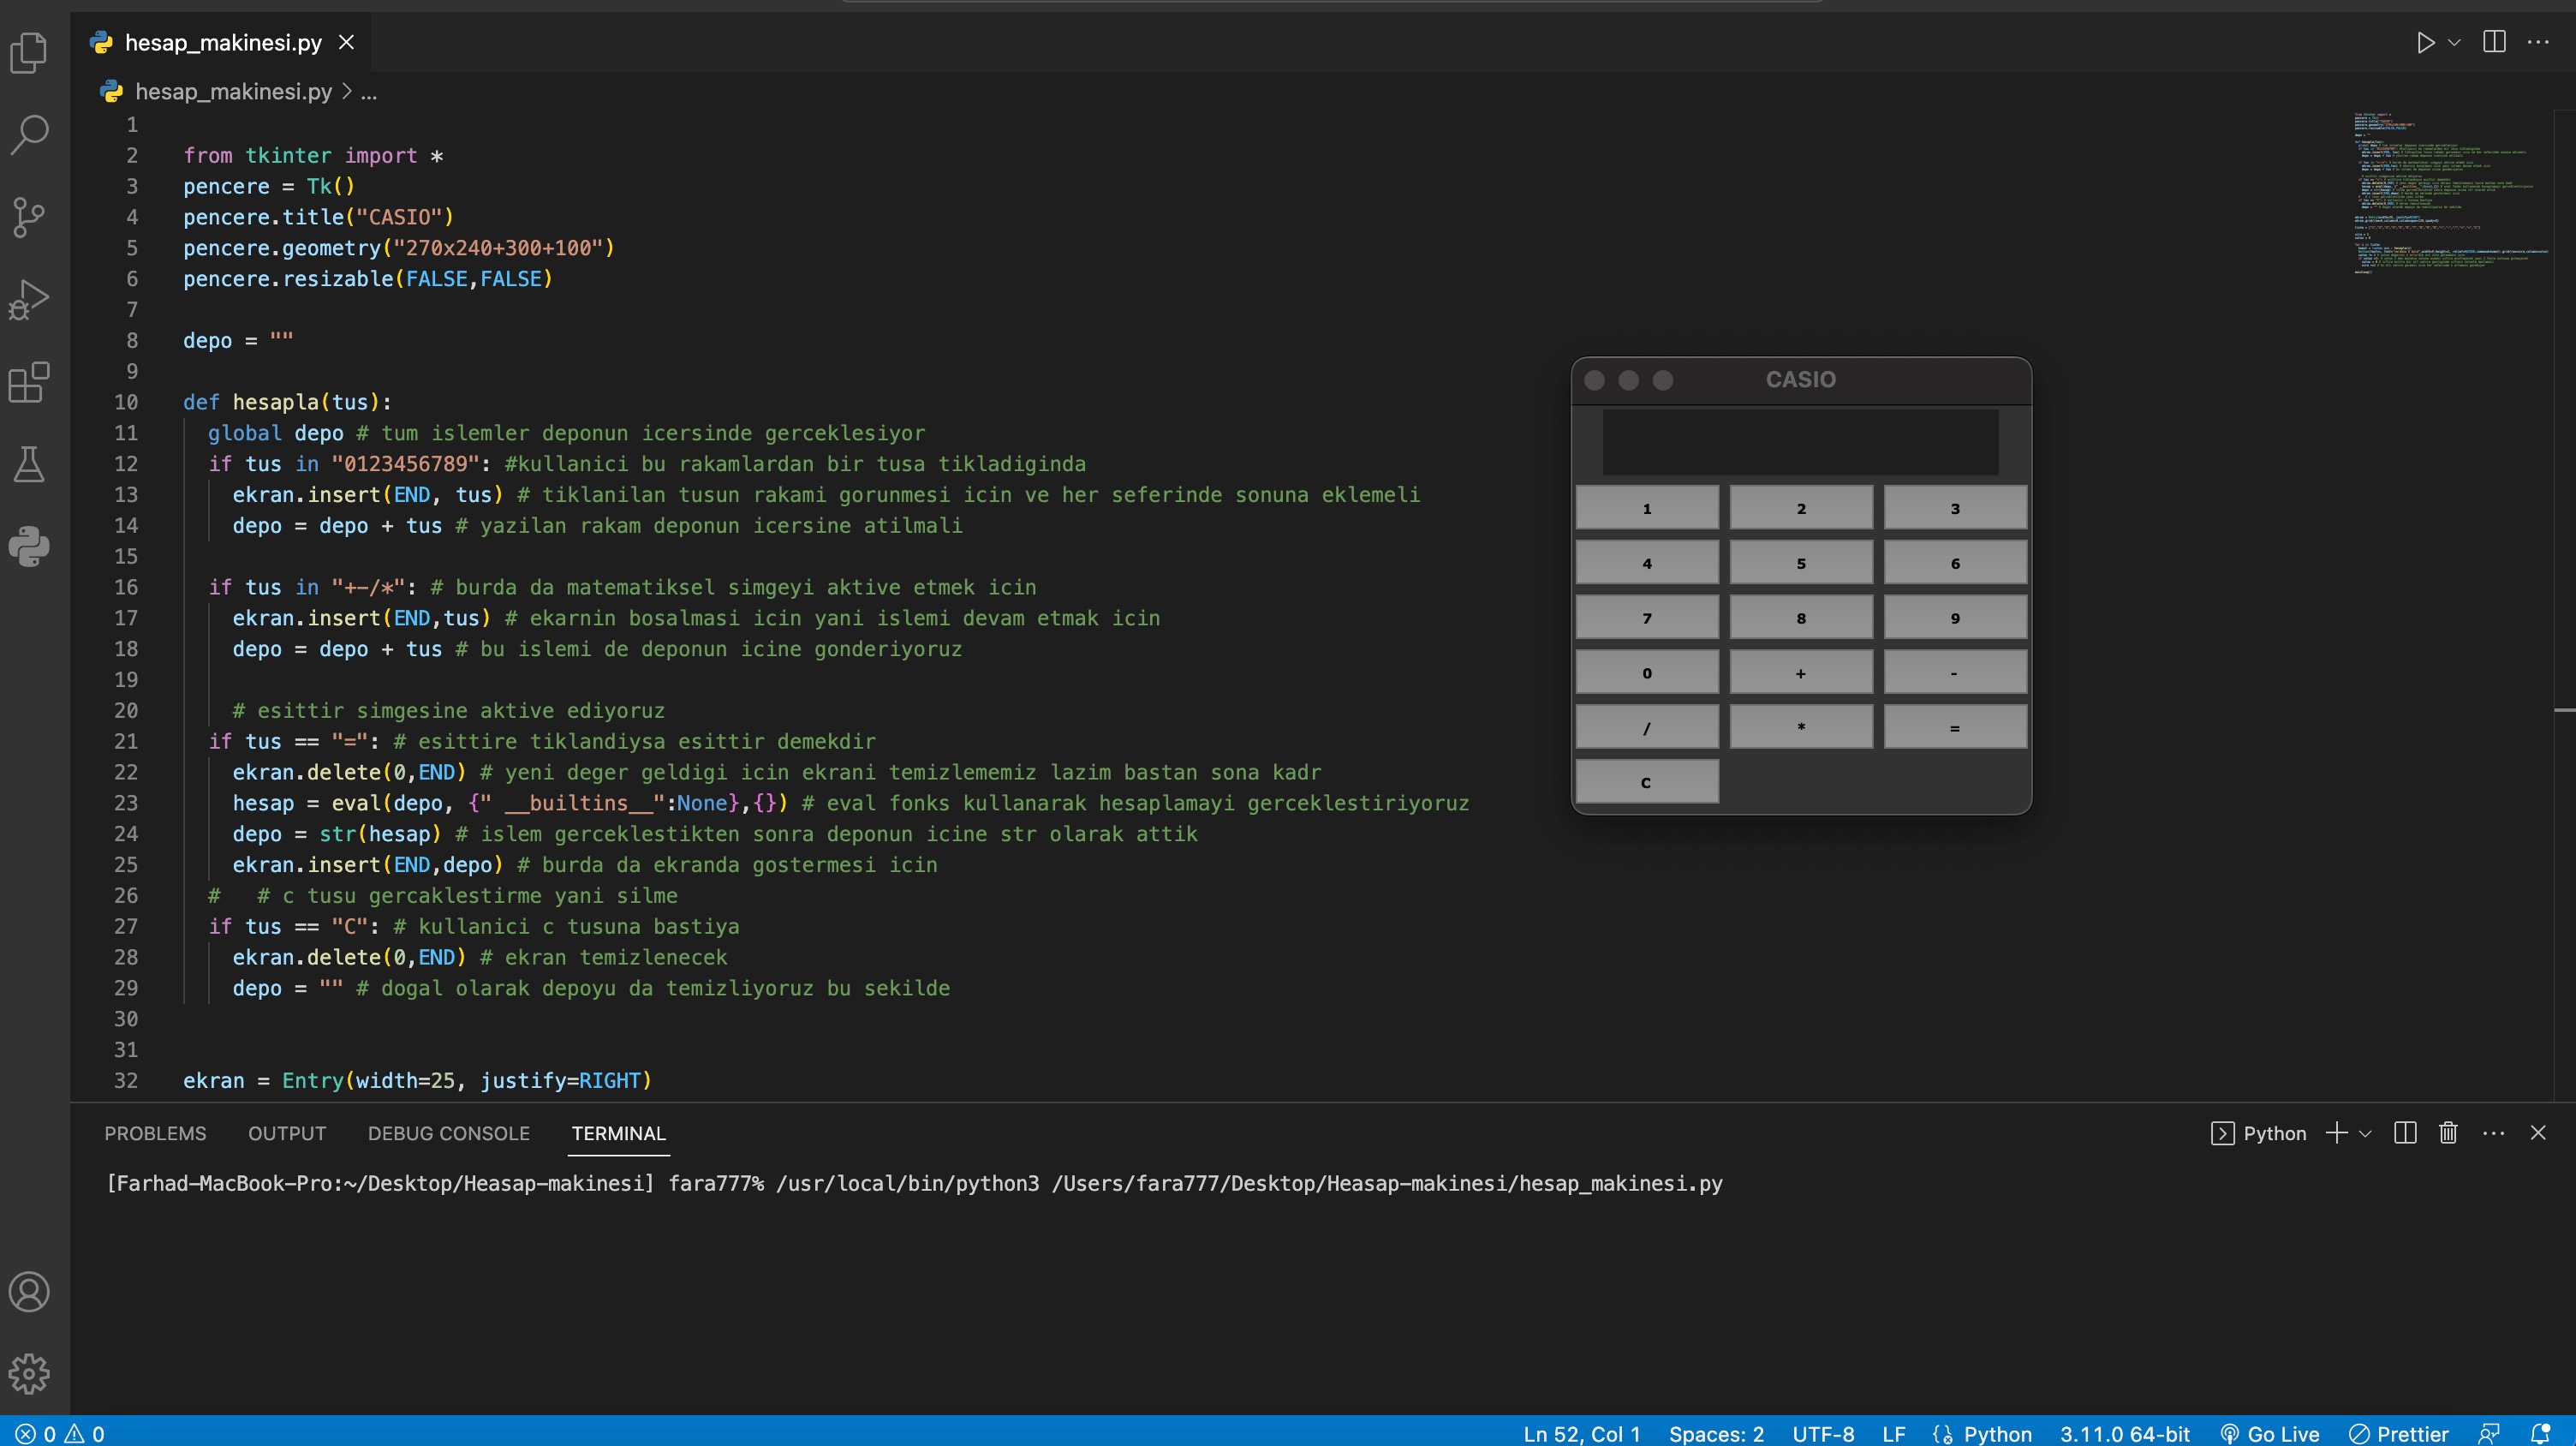 hesap_makinesi.py
hesap_makinesi.py > ...
1
2 from tkinter import *
3 pencere = Tk()
4 pencere.title("CASIO")
5 pencere.geometry("270x240+300+100")
6 pencere.resizable(FALSE,FALSE)
7
8 depo = ""
9
10 def hesapla(tus):
11 global depo # tum islemler deponun icersinde gerceklesiyor
12 if tus in "0123456789": #kullanici bu rakamlardan bir tusa tikladiginda
13 ekran.insert(END, tus) # tiklanilan tusun rakami gorunmesi icin ve her seferinde sonuna eklemeli
14 depo = depo + tus # yazilan rakam deponun icersine atilmali
15
16 if tus in "+-/*": # burda da matematiksel simgeyi aktive etmek icin
17 ekran.insert(END,tus) # ekarnin bosalmasi icin yani islemi devam etmak icin
18 depo = depo + tus # bu islemi de deponun icine gonderiyoruz
19
20 # esittir simgesine aktive ediyoruz
21 if tus == "=": # esittire tiklandiysa esittir demekdir
22 ekran.delete(0,END) # yeni deger geldigi icin ekrani temizlememiz lazim bastan sona kadr
23 hesap = eval(depo, {" __builtins__":None},{}) # eval fonks kullanarak hesaplamayi gerceklestiriyoruz
24 depo = str(hesap) # islem gerceklestikten sonra deponun icine str olarak attik
25 ekran.insert(END,depo) # burda da ekranda gostermesi icin
26 #   # c tusu gercaklestirme yani silme
27 if tus == "C": # kullanici c tusuna bastiya
28 ekran.delete(0,END) # ekran temizlenecek
29 depo = "" # dogal olarak depoyu da temizliyoruz bu sekilde
30
31
32 ekran = Entry(width=25, justify=RIGHT)
CASIO
1 2 3
4 5 6
7 8 9
0 + -
/ * =
C
PROBLEMS OUTPUT DEBUG CONSOLE TERMINAL Python
[Farhad-MacBook-Pro:~/Desktop/Heasap-makinesi] fara777% /usr/local/bin/python3 /Users/fara777/Desktop/Heasap-makinesi/hesap_makinesi.py
0 0 Ln 52, Col 1 Spaces: 2 UTF-8 LF Python 3.11.0 64-bit Go Live Prettier